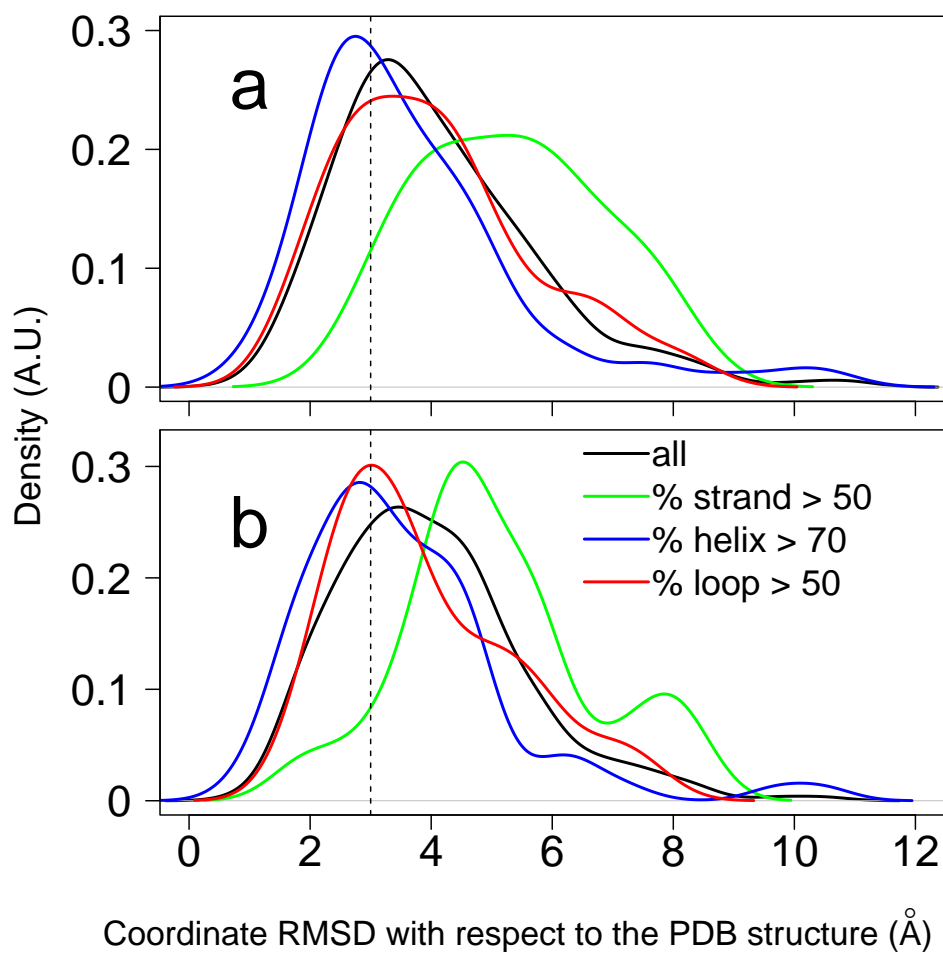 Density (A.U.)
0.3
0.2
0.1
0
a
0.3
0.2
0.1
0
b
all
% strand > 50
% helix > 70
% loop > 50
0 2 4 6 8 10 12
Coordinate RMSD with respect to the PDB structure (Å)